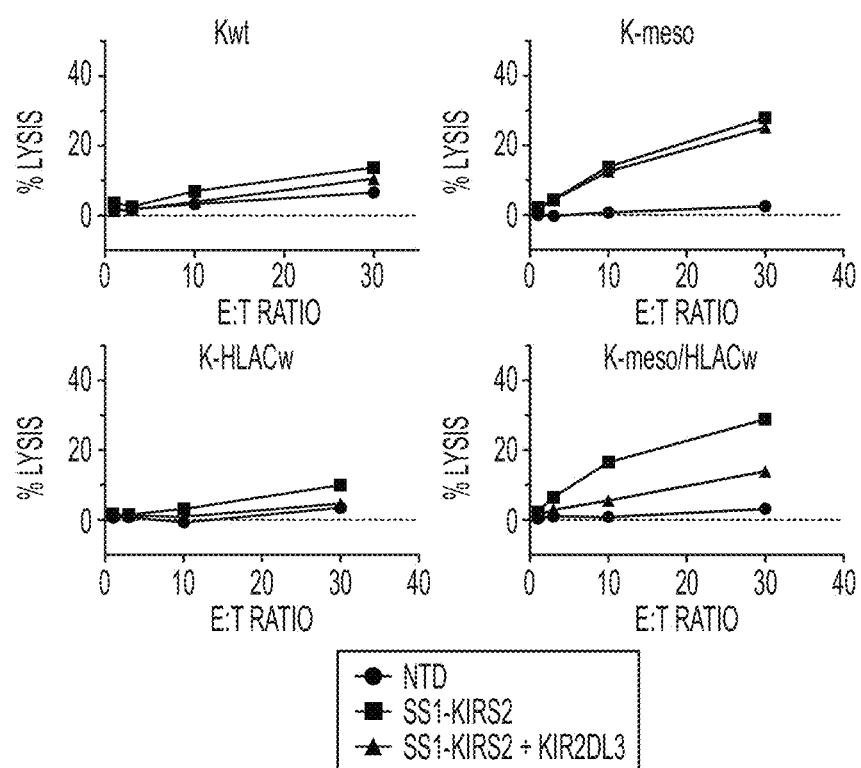 Kwt
% LYSIS
40
20
0
0
10
20
30
E:T RATIO
K-meso
% LYSIS
40
20
0
0
10
20
30
40
E:T RATIO
K-HLACw
% LYSIS
40
20
0
0
10
20
30
40
E:T RATIO
K-meso/HLACw
% LYSIS
40
20
0
0
10
20
30
40
E:T RATIO
NTD
SS1-KIRS2
SS1-KIRS2 + KIR2DL3